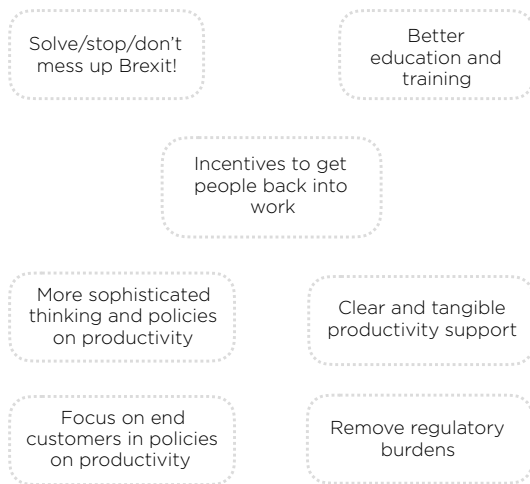 Solve/stop/don't
mess up Brexit!
Better
education and
training
Incentives to get
people back into
work
More sophisticated
thinking and policies
on productivity
Clear and tangible
productivity support
Focus on end
customers in policies
on productivity
Remove regulatory
burdens